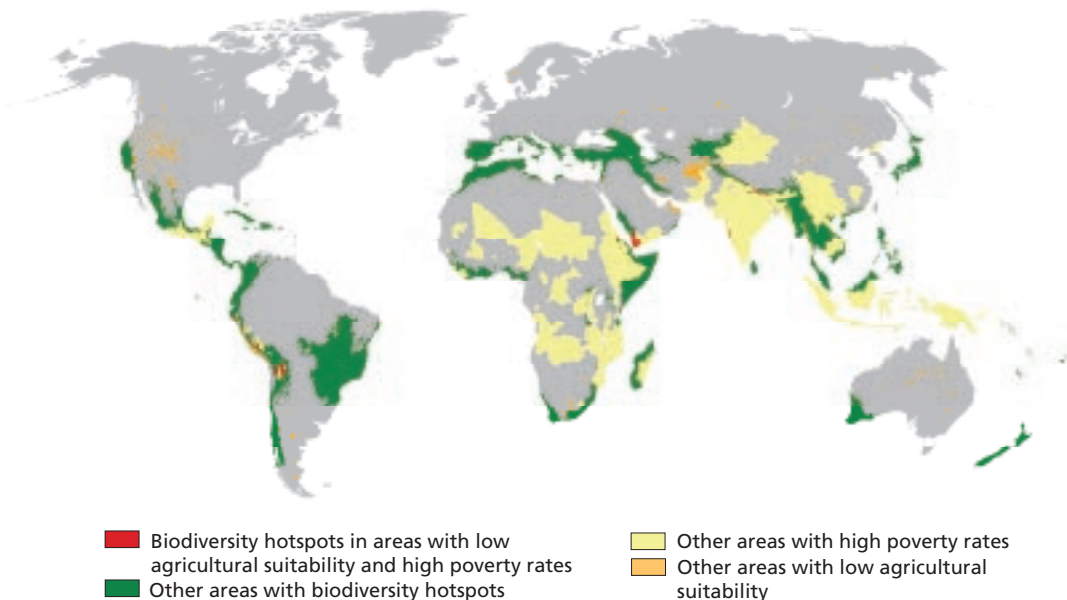 Biodiversity hotspots in areas with low
agricultural suitability and high poverty rates
Other areas with biodiversity hotspots
Other areas with high poverty rates
Other areas with low agricultural
suitability